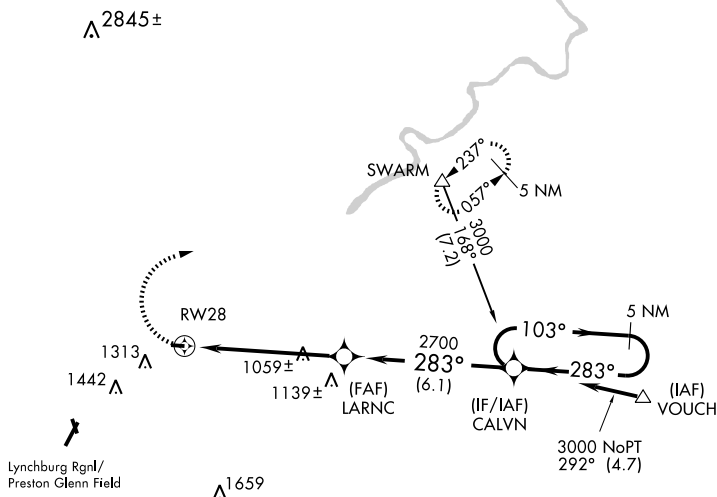 2845±
SWARM
237°
057°
5 NM
3000
168°
(7.2)
RW28
103°
5 NM
2700
283°
(6.1)
283°
1313
1059±
1442
1139±
(FAF)
LARNC
(IF/IAF)
CALVN
(IAF)
VOUCH
3000 NoPT
292° (4.7)
Lynchburg Rgnl/
Preston Glenn Field
1659